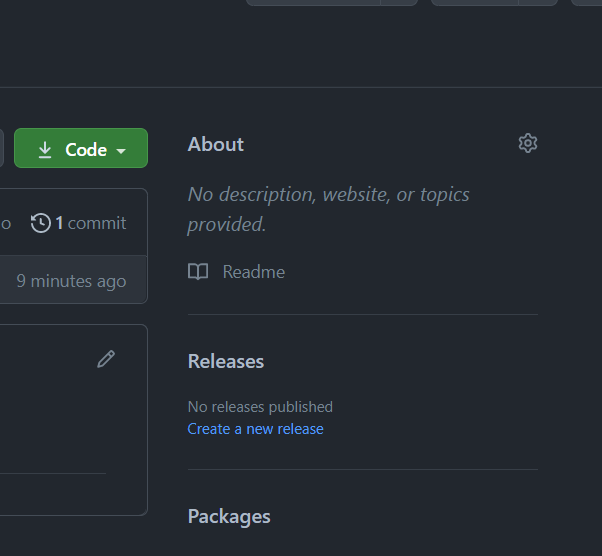 Code
About
No description, website, or topics
provided.
o
1 commit
9 minutes ago
Readme
Releases
No releases published
Create a new release
Packages